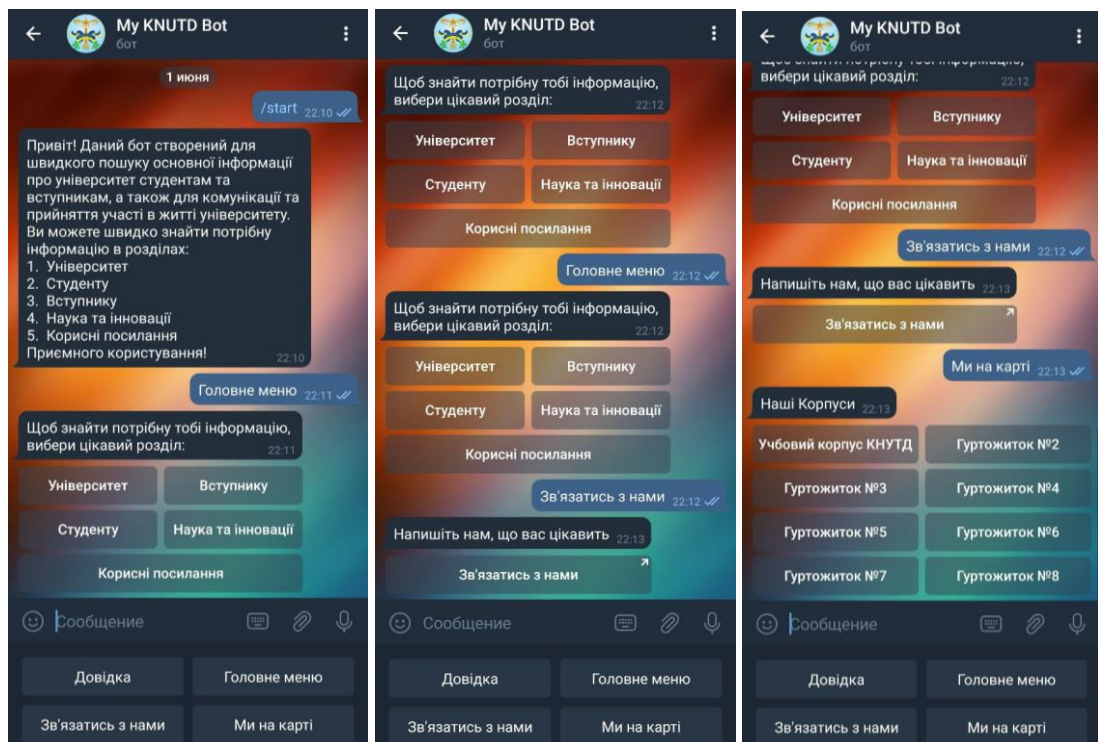 My KNUTD Bot
бот
1 июня
/start 22:10
Привіт! Даний бот створений для
швидкого пошуку основної інформації
про університет студентам та
вступникам, а також для комунікації та
прийняття участі в житті університету.
Ви можете швидко знайти потрібну
інформацію в розділах:
1. Університет
2. Студенту
3. Вступнику
4. Наука та інновації
5. Корисні посилання
Приємного користування! 22:10
Головне меню 22:11
Щоб знайти потрібну тобі інформацію,
вибери цікавий розділ: 22:11
Університет Вступнику
Студенту Наука та інновації
Корисні посилання
Сообщение
Довідка Головне меню
Зв'язатись з нами Ми на карті
My KNUTD Bot
бот
Щоб знайти потрібну тобі інформацію,
вибери цікавий розділ: 22:12
Університет Вступнику
Студенту Наука та інновації
Корисні посилання
Головне меню 22:12
Щоб знайти потрібну тобі інформацію,
вибери цікавий розділ: 22:12
Університет Вступнику
Студенту Наука та інновації
Корисні посилання
Зв'язатись з нами 22:12
Напишіть нам, що вас цікавить 22:13
Зв'язатись з нами
Сообщение
Довідка Головне меню
Зв'язатись з нами Ми на карті
My KNUTD Bot
бот
вибери цікавий розділ: 22:12
Університет Вступнику
Студенту Наука та інновації
Корисні посилання
Зв'язатись з нами 22:12
Напишіть нам, що вас цікавить 22:13
Зв'язатись з нами
Ми на карті 22:13
Наші Корпуси 22:13
Учбовий корпус КНУТД Гуртожиток №2
Гуртожиток №3 Гуртожиток №4
Гуртожиток №5 Гуртожиток №6
Гуртожиток №7 Гуртожиток №8
Сообщение
Довідка Головне меню
Зв'язатись з нами Ми на карті